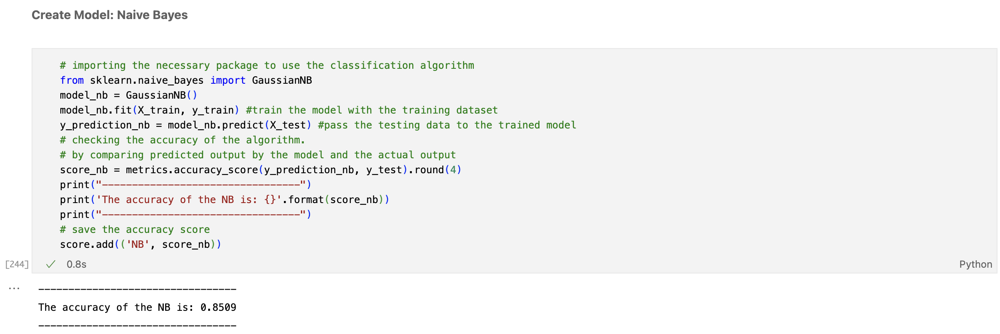 Create Model: Naive Bayes
# importing the necessary package to use the classification algorithm
from sklearn.naive_bayes import GaussianNB
model_nb = GaussianNB()
model_nb.fit(X_train, y_train) #train the model with the training dataset
y_prediction_nb = model_nb.predict(X_test) #pass the testing data to the trained model
# checking the accuracy of the algorithm.
# by comparing predicted output by the model and the actual output
score_nb = metrics.accuracy_score(y_prediction_nb, y_test).round(4)
print("---------------------------------")
print('The accuracy of the NB is: {}'.format(score_nb))
print("---------------------------------")
# save the accuracy score
score.add(('NB', score_nb))
[244] ✓ 0.8s Python
... ---------------------------------
The accuracy of the NB is: 0.8509
---------------------------------